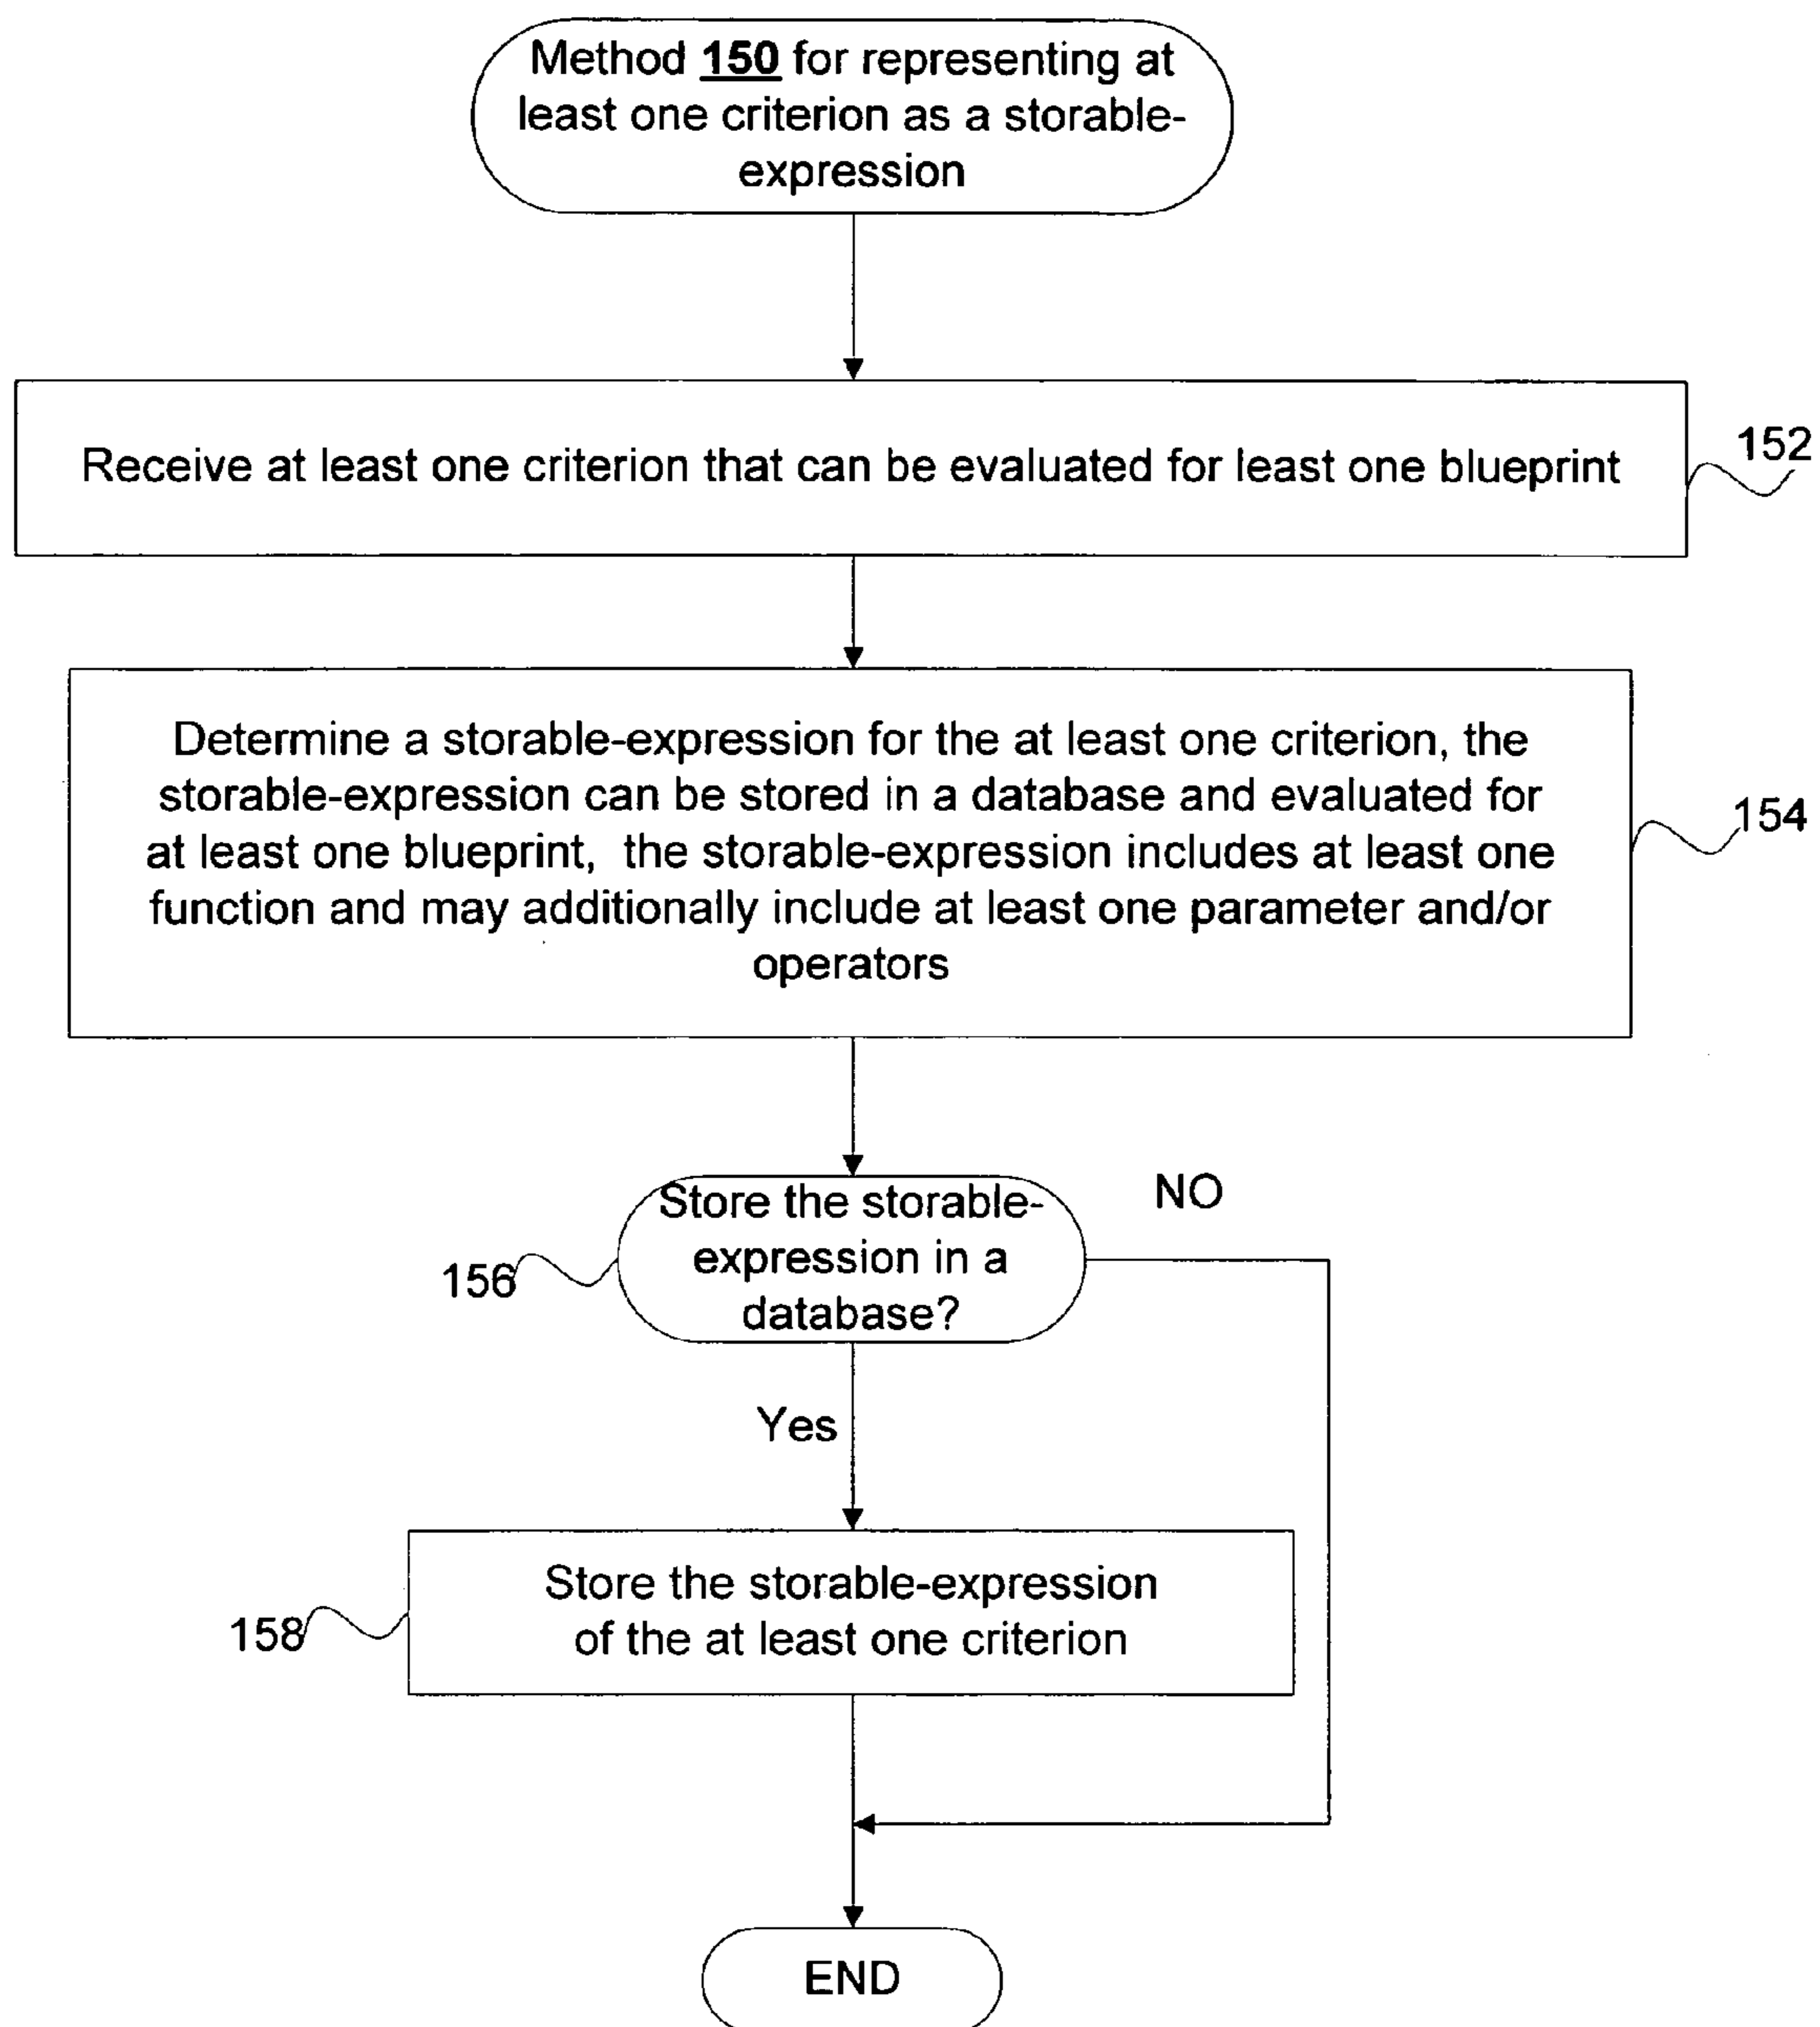 Method 150 for representing at
least one criterion as a storable-
expression
Receive at least one criterion that can be evaluated for least one blueprint
152
Determine a storable-expression for the at least one criterion, the
storable-expression can be stored in a database and evaluated for
at least one blueprint, the storable-expression includes at least one
function and may additionally include at least one parameter and/or
operators
154
NO
Store the storable-
expression in a
database?
156
Yes
Store the storable-expression
of the at least one criterion
158
END